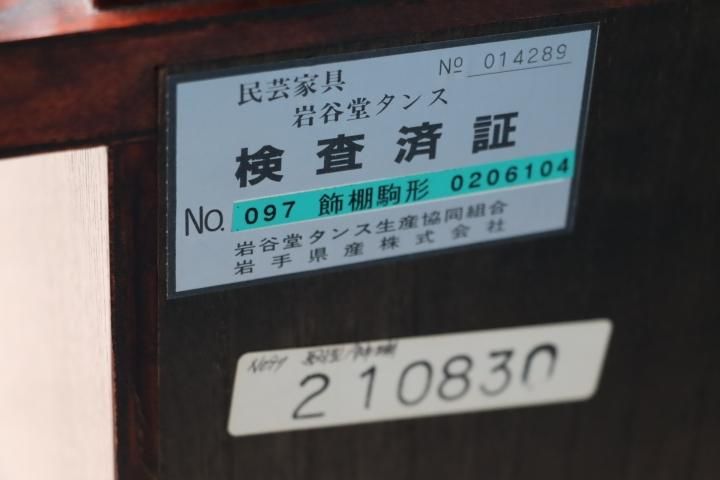 民芸家具 № 014289
岩谷堂タンス
検査済証
NO. 097 飾棚駒形 0206104
岩谷堂タンス生産協同組合
岩手県産株式会社
No97
210830